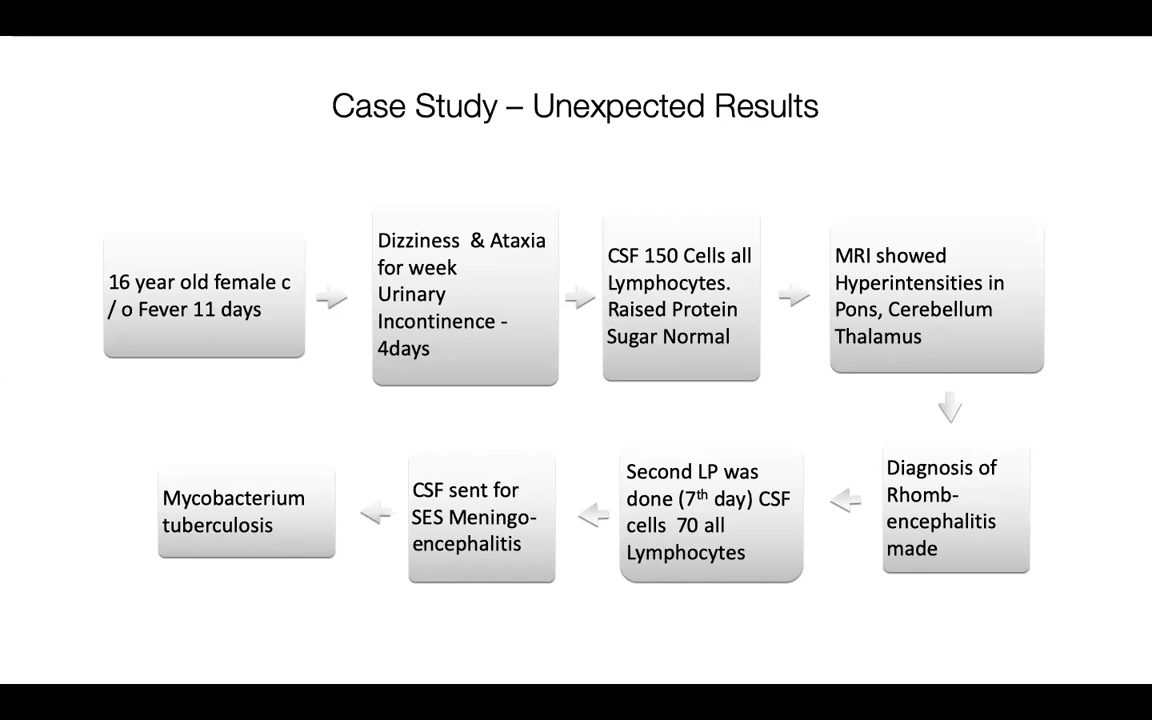 Case Study – Unexpected Results
16 year old female c
/ o Fever 11 days
Dizziness & Ataxia
for week
Urinary
Incontinence -
4days
CSF 150 Cells all
Lymphocytes.
Raised Protein
Sugar Normal
MRI showed
Hyperintensities in
Pons, Cerebellum
Thalamus
Diagnosis of
Rhomb-
encephalitis
made
Second LP was
done (7th day) CSF
cells 70 all
Lymphocytes
CSF sent for
SES Meningo-
encephalitis
Mycobacterium
tuberculosis